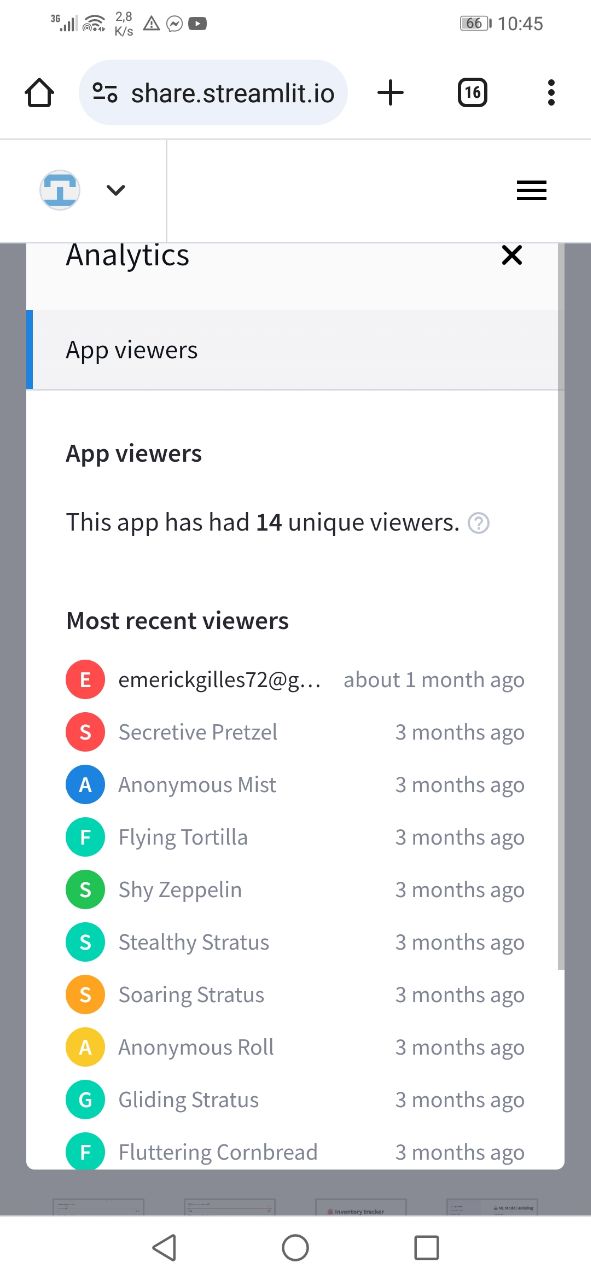 3G 2,8 K/s 66 10:45
share.streamlit.io 16
Analytics
App viewers
App viewers
This app has had 14 unique viewers. ?
Most recent viewers
E emerickgilles72@g... about 1 month ago
S Secretive Pretzel 3 months ago
A Anonymous Mist 3 months ago
F Flying Tortilla 3 months ago
S Shy Zeppelin 3 months ago
S Stealthy Stratus 3 months ago
S Soaring Stratus 3 months ago
A Anonymous Roll 3 months ago
G Gliding Stratus 3 months ago
F Fluttering Cornbread 3 months ago
Inventory tracker